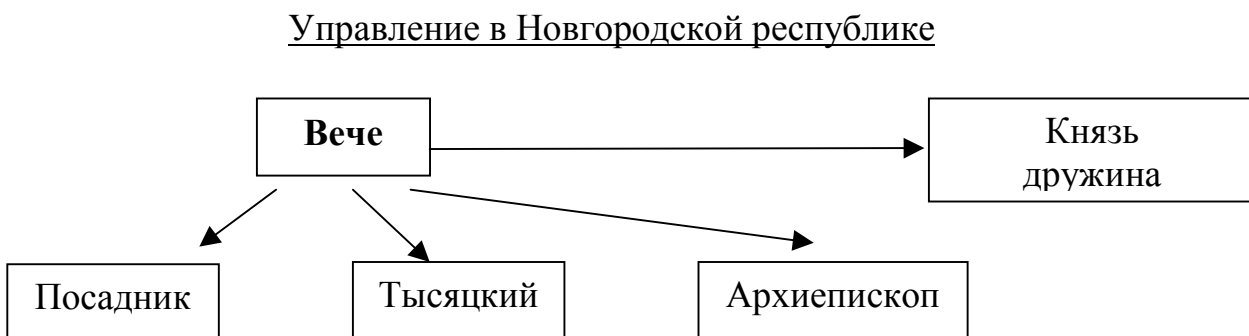 Управление в Новгородской республике
Вече
Князь
дружина
Посадник
Тысяцкий
Архиепископ